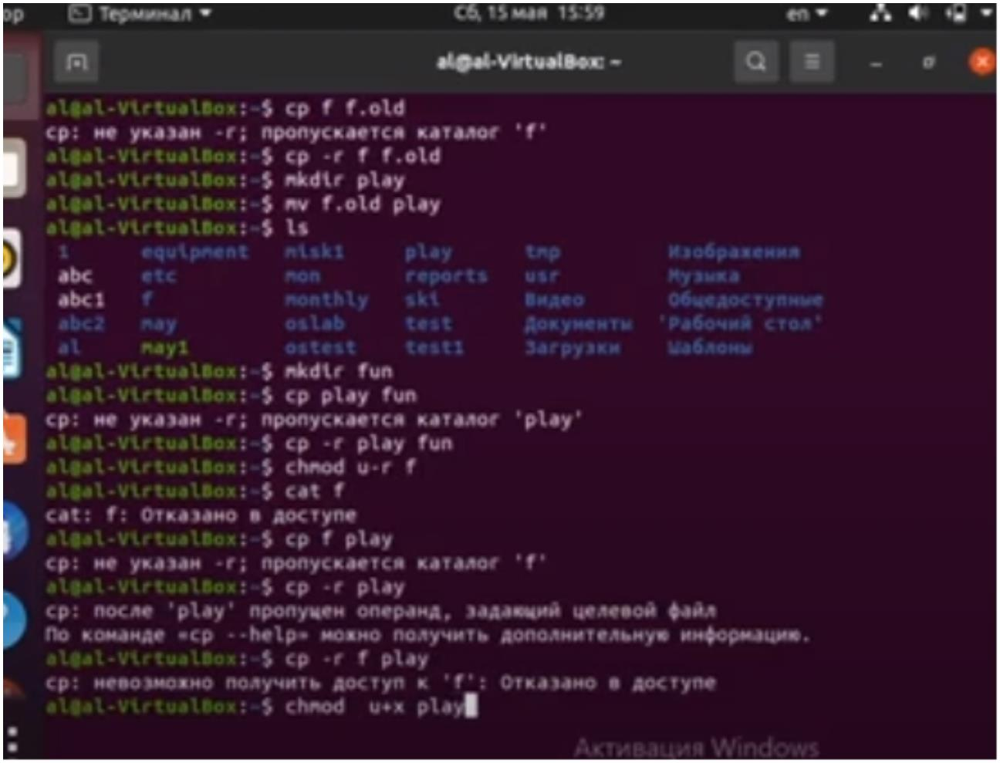 ор Терминал Сб, 15 мая 15:59 en
al@al-VirtualBox: ~
al@al-VirtualBox:~$ cp f f.old
cp: не указан -r; пропускается каталог 'f'
al@al-VirtualBox:~$ cp -r f f.old
al@al-VirtualBox:~$ mkdir play
al@al-VirtualBox:~$ mv f.old play
al@al-VirtualBox:~$ ls
1 equipment misk1 play tmp Изображения
abc etc mon reports usr Музыка
abc1 f monthly ski Видео Общедоступные
abc2 may oslab test Документы 'Рабочий стол'
al may1 ostest test1 Загрузки Шаблоны
al@al-VirtualBox:~$ mkdir fun
al@al-VirtualBox:~$ cp play fun
cp: не указан -r; пропускается каталог 'play'
al@al-VirtualBox:~$ cp -r play fun
al@al-VirtualBox:~$ chmod u-r f
al@al-VirtualBox:~$ cat f
cat: f: Отказано в доступе
al@al-VirtualBox:~$ cp f play
cp: не указан -r; пропускается каталог 'f'
al@al-VirtualBox:~$ cp -r play
cp: после 'play' пропущен операнд, задающий целевой файл
По команде «cp --help» можно получить дополнительную информацию.
al@al-VirtualBox:~$ cp -r f play
cp: невозможно получить доступ к 'f': Отказано в доступе
al@al-VirtualBox:~$ chmod  u+x play
Активация Windows